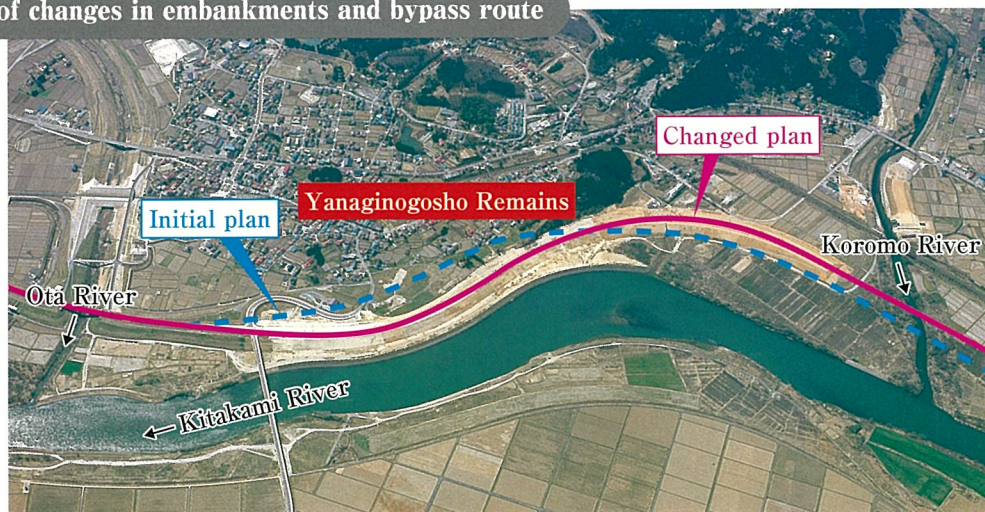 of changes in embankments and bypass route
Changed plan
Yanaginogosho Remains
Initial plan
Koromo River
Ota River
Kitakami River